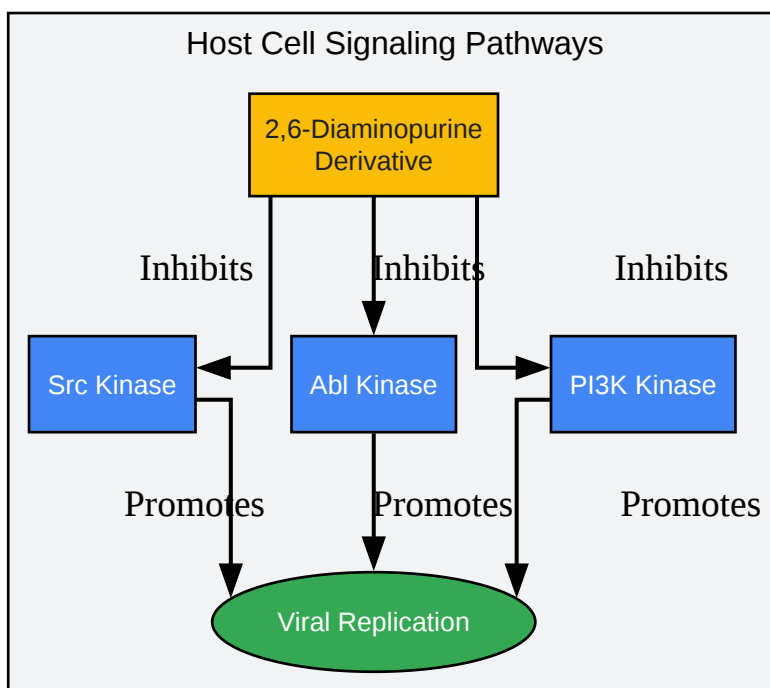 Host Cell Signaling Pathways
2,6-Diaminopurine
Derivative
Inhibits
Inhibits
Inhibits
Src Kinase
Abl Kinase
PI3K Kinase
Promotes
Promotes
Promotes
Viral Replication